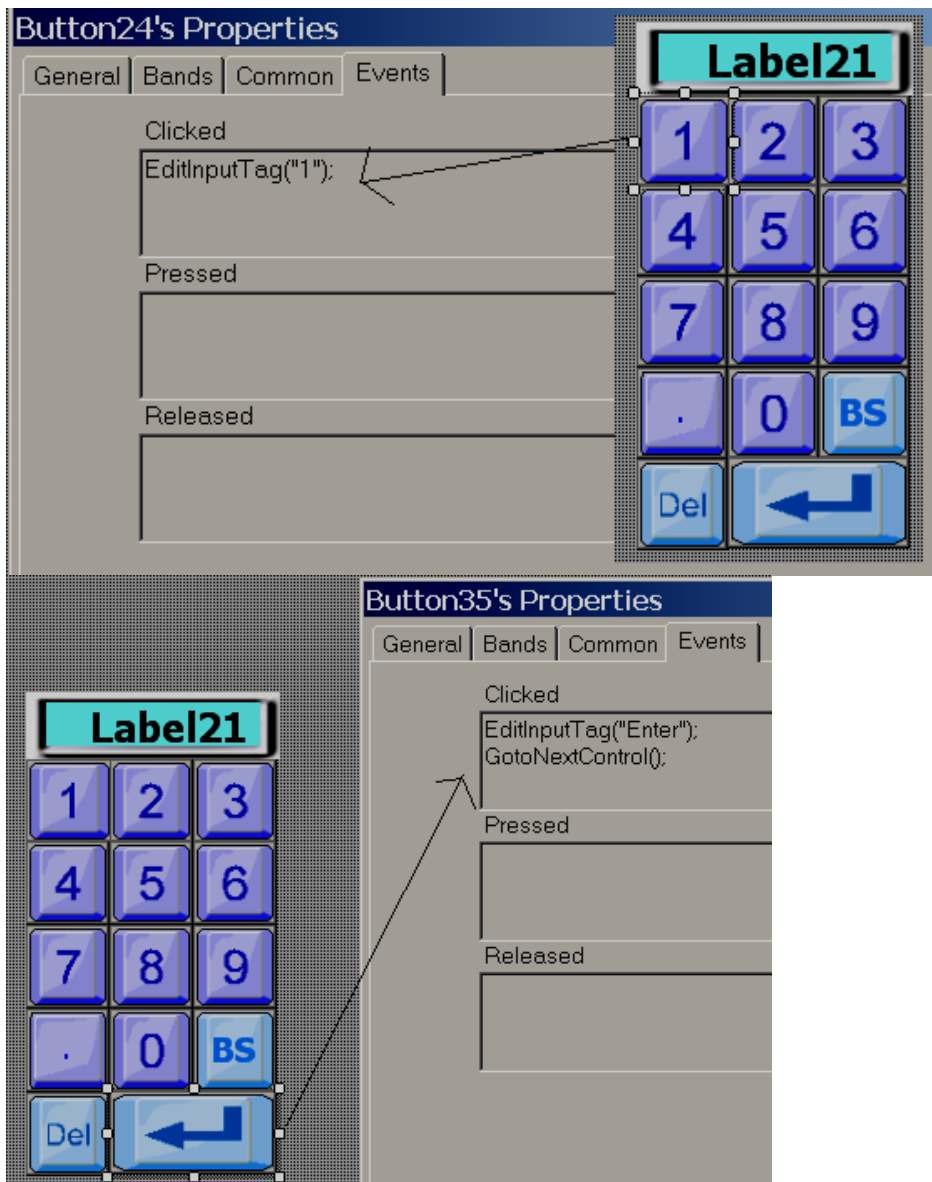 Button24's Properties
General Bands Common Events
Clicked
EditInputTag("1");
Pressed
Released
Label21
1 2 3
4 5 6
7 8 9
. 0 BS
Del
Button35's Properties
General Bands Common Events
Clicked
EditInputTag("Enter");
GotoNextControl();
Pressed
Released
Label21
1 2 3
4 5 6
7 8 9
. 0 BS
Del